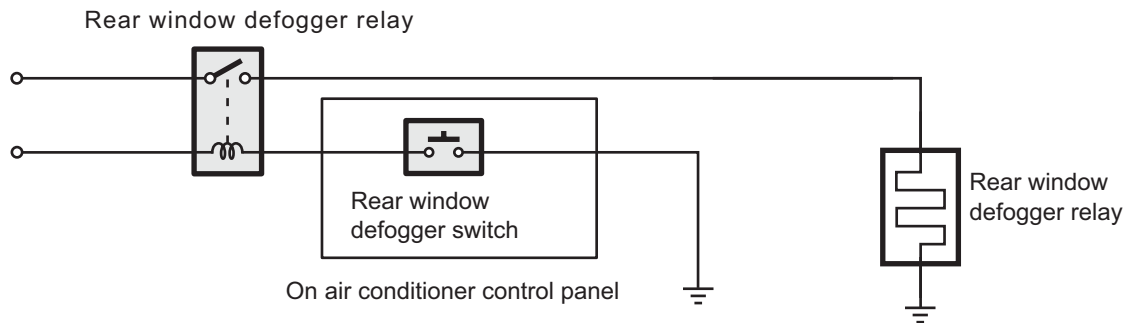 Rear window defogger relay
Rear window
defogger switch
On air conditioner control panel
Rear window
defogger relay